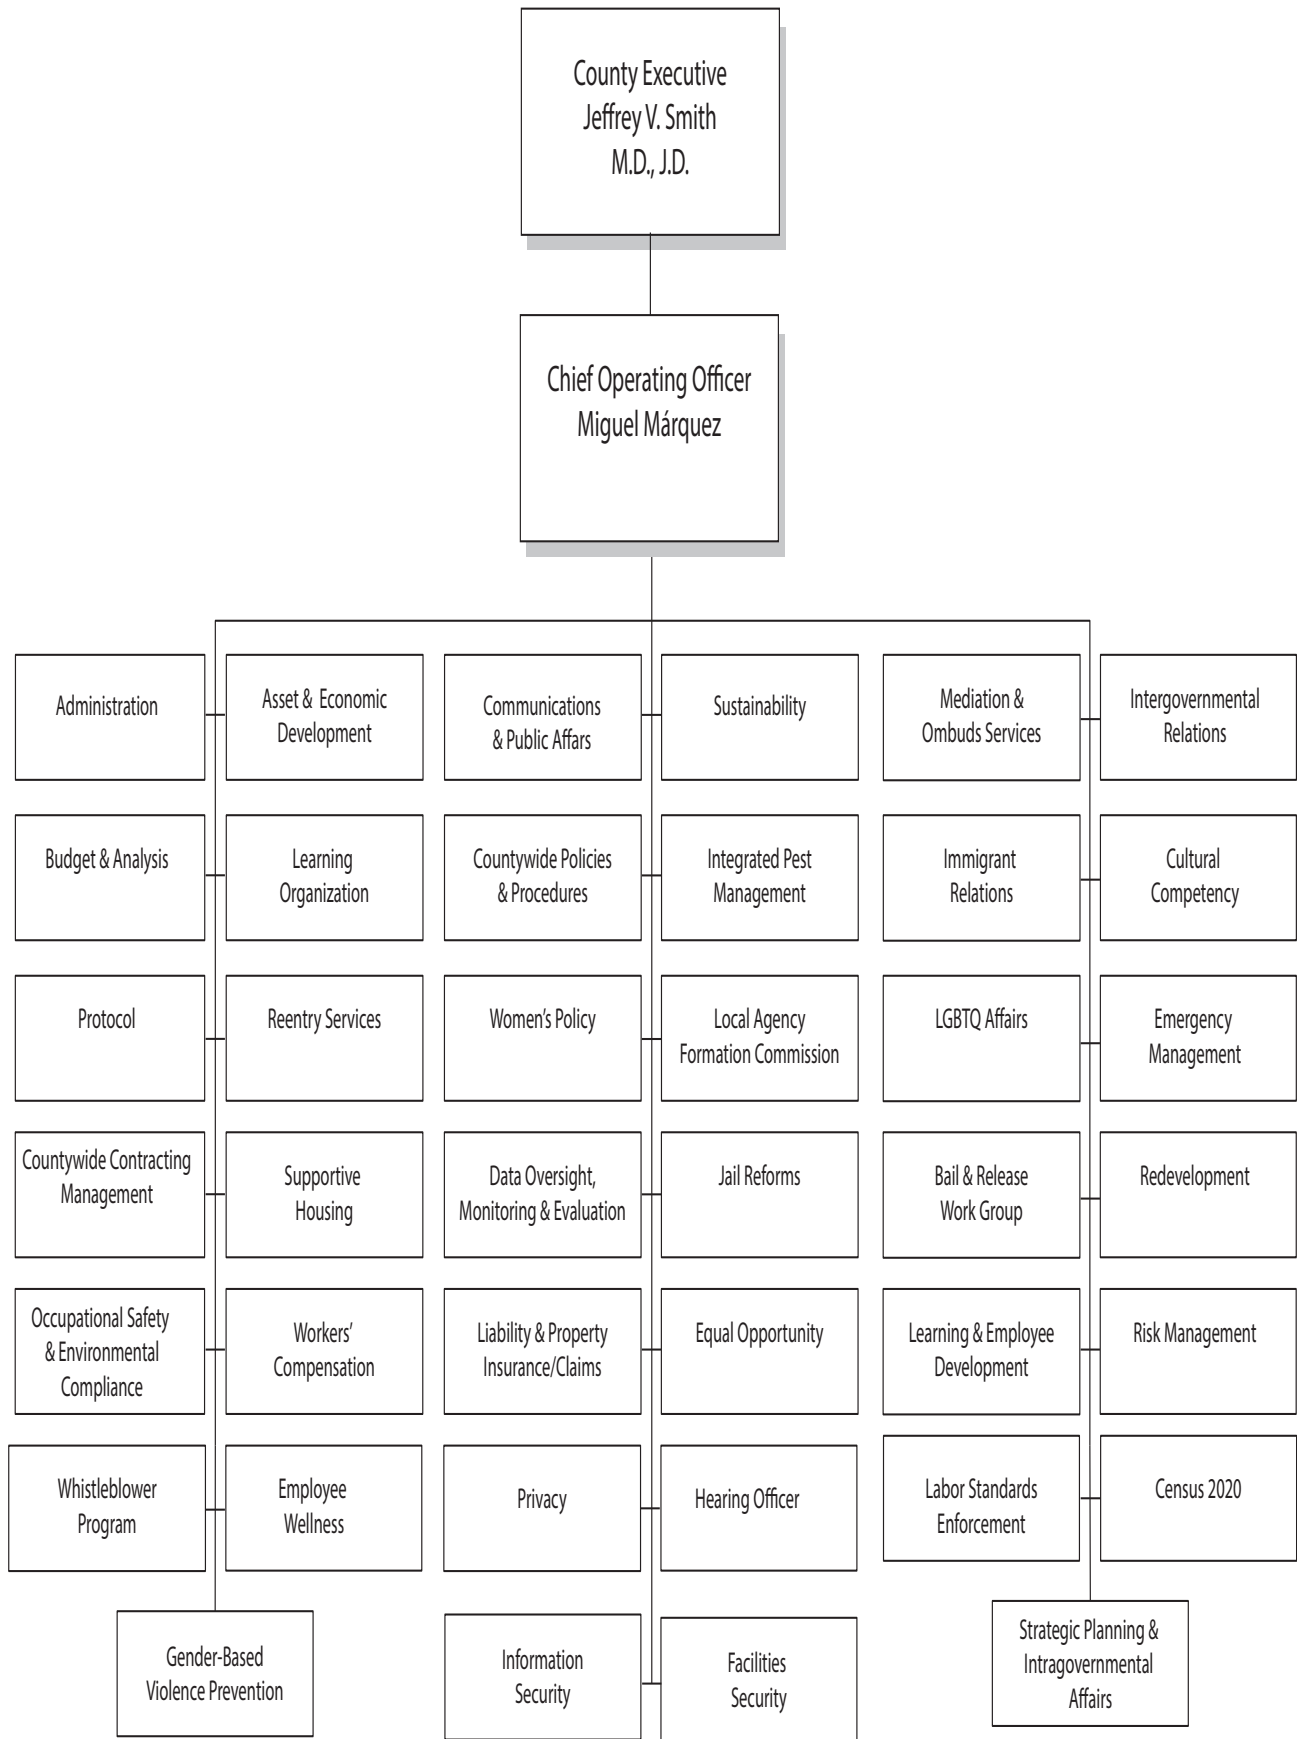 County Executive
Jeffrey V. Smith
M.D., J.D.
Chief Operating Officer
Miguel Márquez
Administration
Asset & Economic
Development
Communications
& Public Affars
Sustainability
Mediation &
Ombuds Services
Intergovernmental
Relations
Budget & Analysis
Learning
Organization
Countywide Policies
& Procedures
Integrated Pest
Management
Immigrant
Relations
Cultural
Competency
Protocol
Reentry Services
Women's Policy
Local Agency
Formation Commission
LGBTQ Affairs
Emergency
Management
Countywide Contracting
Management
Supportive
Housing
Data Oversight,
Monitoring & Evaluation
Jail Reforms
Bail & Release
Work Group
Redevelopment
Occupational Safety
& Environmental
Compliance
Workers'
Compensation
Liability & Property
Insurance/Claims
Equal Opportunity
Learning & Employee
Development
Risk Management
Whistleblower
Program
Employee
Wellness
Privacy
Hearing Officer
Labor Standards
Enforcement
Census 2020
Gender-Based
Violence Prevention
Information
Security
Facilities
Security
Strategic Planning &
Intragovernmental
Affairs